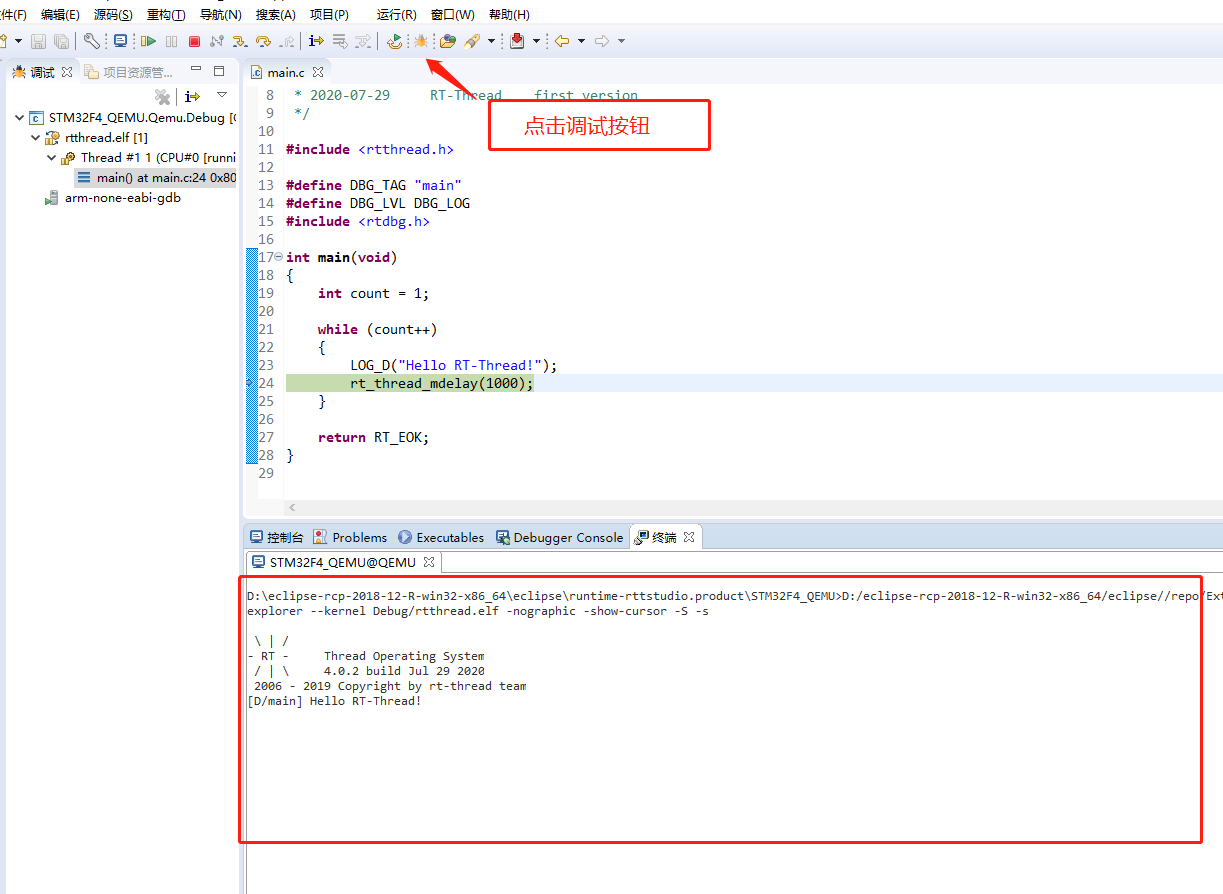 件(F) 编辑(E) 源码(S) 重构(T) 导航(N) 搜索(A) 项目(P) 运行(R) 窗口(W) 帮助(H)
调试 项目资源管...
STM32F4_QEMU.Qemu.Debug [
rtthread.elf [1]
Thread #1 1 (CPU#0 [runni
main() at main.c:24 0x80
arm-none-eabi-gdb
main.c
点击调试按钮
8 * 2020-07-29 RT-Thread first version
9 */
10
11 #include <rtthread.h>
12
13 #define DBG_TAG "main"
14 #define DBG_LVL DBG_LOG
15 #include <rtdbg.h>
16
17 int main(void)
18 {
19 int count = 1;
20
21 while (count++)
22 {
23 LOG_D("Hello RT-Thread!");
24 rt_thread_mdelay(1000);
25 }
26
27 return RT_EOK;
28 }
29
控制台 Problems Executables Debugger Console 终端
STM32F4_QEMU@QEMU
D:\eclipse-rcp-2018-12-R-win32-x86_64\eclipse\runtime-rttstudio.product\STM32F4_QEMU>D:/eclipse-rcp-2018-12-R-win32-x86_64/eclipse//repo/Ext
explorer --kernel Debug/rtthread.elf -nographic -show-cursor -S -s
\ | /
- RT - Thread Operating System
/ | \ 4.0.2 build Jul 29 2020
2006 - 2019 Copyright by rt-thread team
[D/main] Hello RT-Thread!